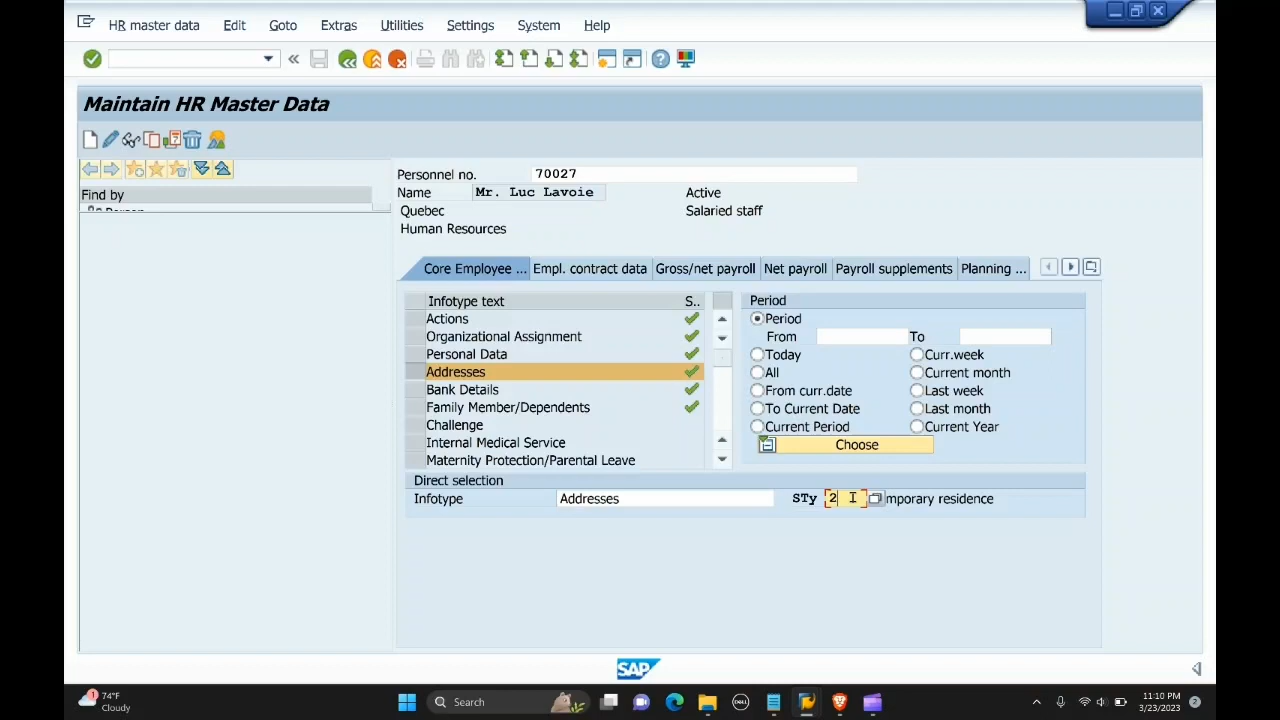 HR master data Edit Goto Extras Utilities Settings System Help
Maintain HR Master Data
Find by
Personnel no. 70027
Name Mr. Luc Lavoie Active
Quebec Salaried staff
Human Resources
Core Employee ... Empl. contract data Gross/net payroll Net payroll Payroll supplements Planning ...
Infotype text S..
Actions
Organizational Assignment
Personal Data
Addresses
Bank Details
Family Member/Dependents
Challenge
Internal Medical Service
Maternity Protection/Parental Leave
Period
Period
From To
Today Curr.week
All Current month
From curr.date Last week
To Current Date Last month
Current Period Current Year
Choose
Direct selection
Infotype Addresses STy 2 mporary residence
SAP
1 74°F
Cloudy
Search
DELL
11:10 PM
3/23/2023
2